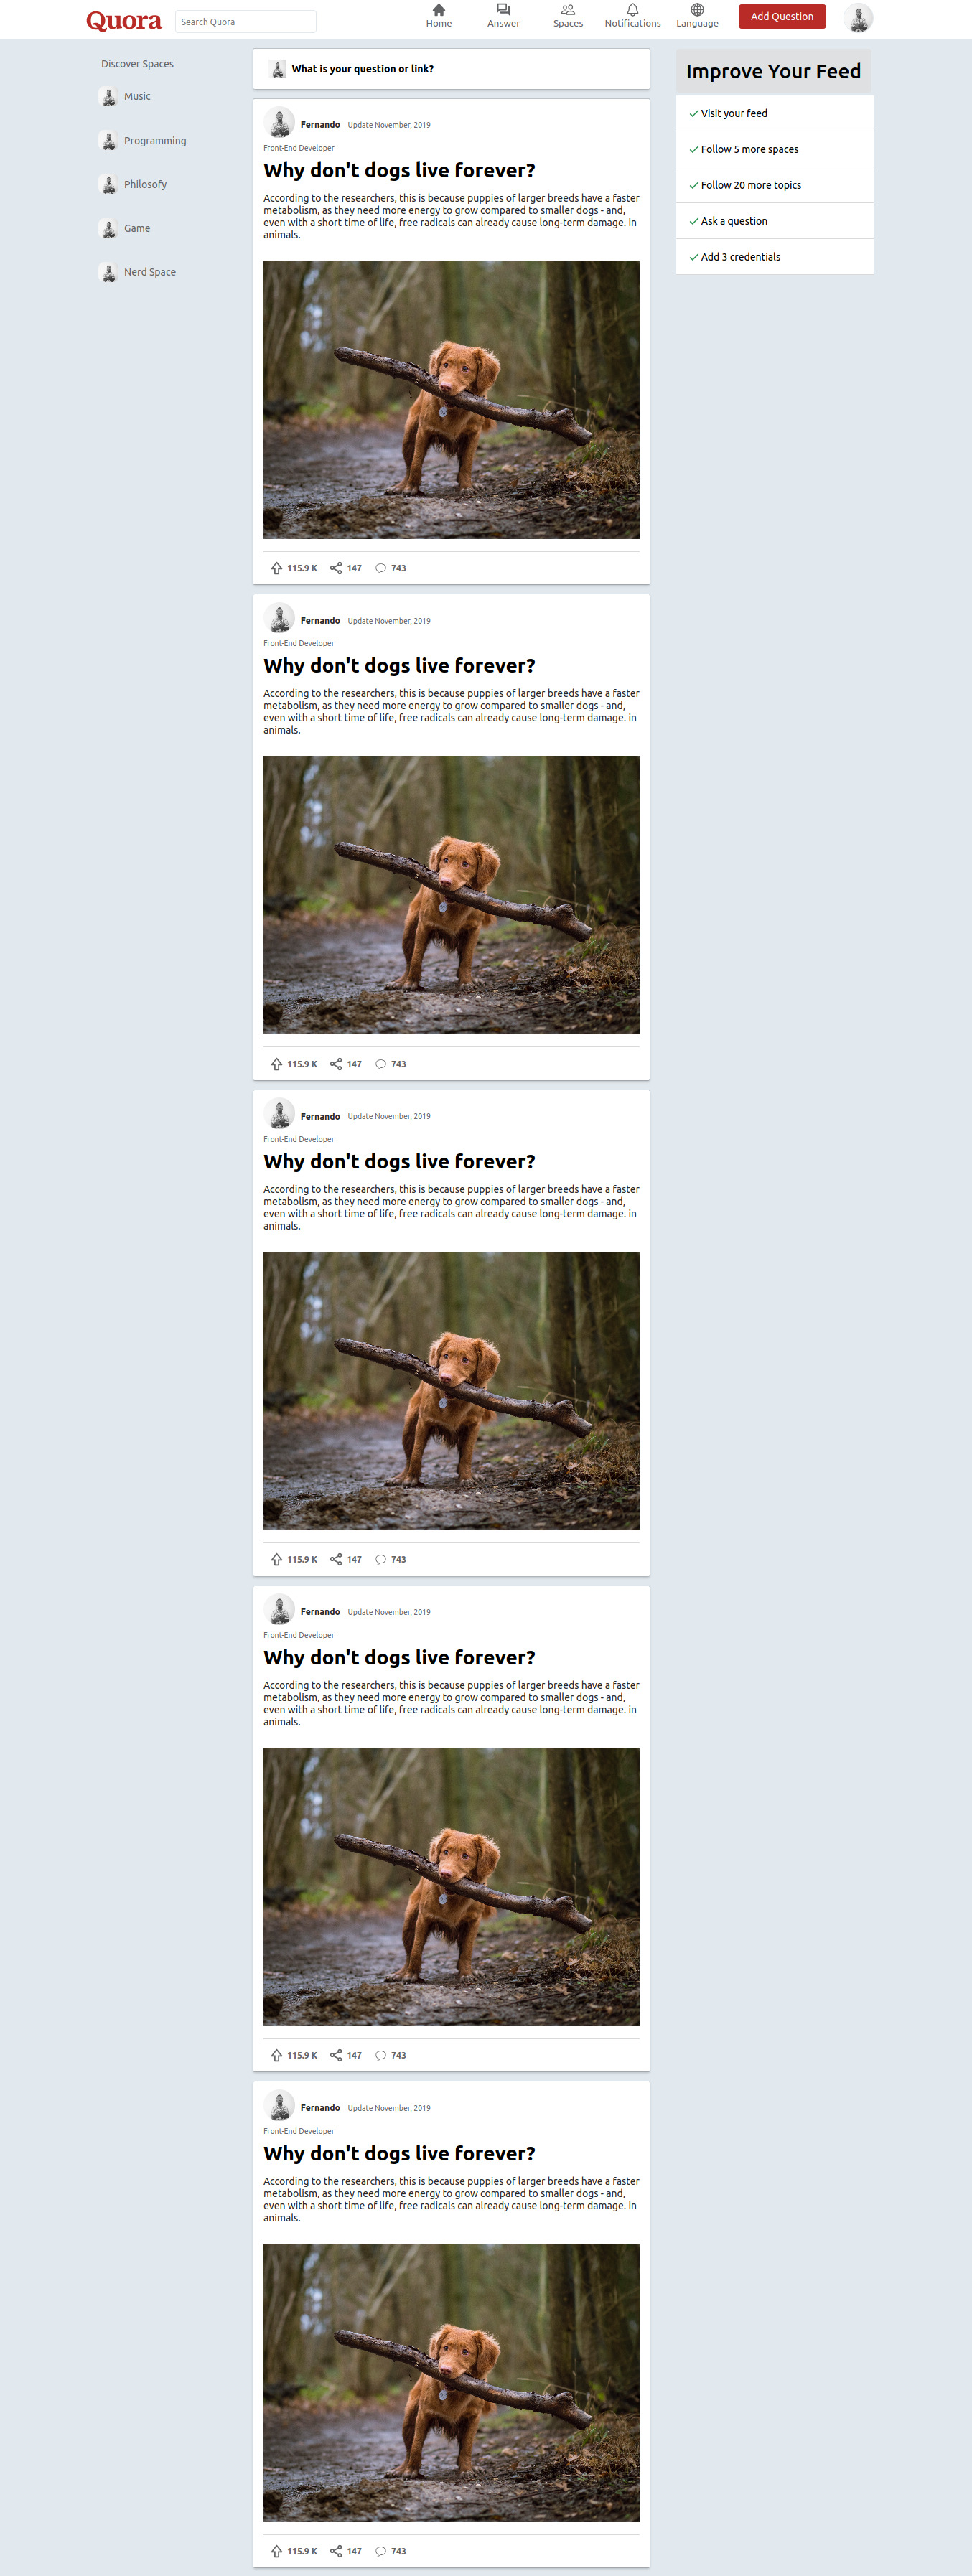 Quora
Search Quora
Home
Answer
Spaces
Notifications
Language
Add Question
Discover Spaces
Music
Programming
Philosofy
Game
Nerd Space
What is your question or link?
Fernando Update November, 2019
Front-End Developer
Why don't dogs live forever?
According to the researchers, this is because puppies of larger breeds have a faster
metabolism, as they need more energy to grow compared to smaller dogs - and,
even with a short time of life, free radicals can already cause long-term damage. in
animals.
115.9 K 147 743
Fernando Update November, 2019
Front-End Developer
Why don't dogs live forever?
According to the researchers, this is because puppies of larger breeds have a faster
metabolism, as they need more energy to grow compared to smaller dogs - and,
even with a short time of life, free radicals can already cause long-term damage. in
animals.
115.9 K 147 743
Fernando Update November, 2019
Front-End Developer
Why don't dogs live forever?
According to the researchers, this is because puppies of larger breeds have a faster
metabolism, as they need more energy to grow compared to smaller dogs - and,
even with a short time of life, free radicals can already cause long-term damage. in
animals.
115.9 K 147 743
Fernando Update November, 2019
Front-End Developer
Why don't dogs live forever?
According to the researchers, this is because puppies of larger breeds have a faster
metabolism, as they need more energy to grow compared to smaller dogs - and,
even with a short time of life, free radicals can already cause long-term damage. in
animals.
115.9 K 147 743
Fernando Update November, 2019
Front-End Developer
Why don't dogs live forever?
According to the researchers, this is because puppies of larger breeds have a faster
metabolism, as they need more energy to grow compared to smaller dogs - and,
even with a short time of life, free radicals can already cause long-term damage. in
animals.
115.9 K 147 743
Improve Your Feed
Visit your feed
Follow 5 more spaces
Follow 20 more topics
Ask a question
Add 3 credentials